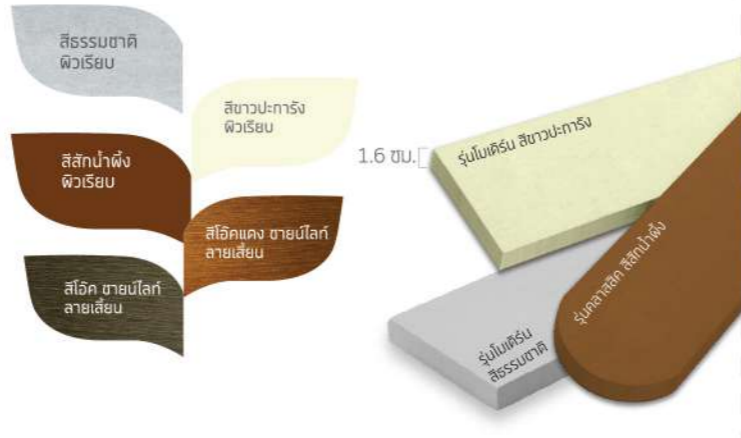 สีธรรมชาติ
ผิวเรียบ
สีขาวปะการัง
ผิวเรียบ
สีสักน้ำผึ้ง
ผิวเรียบ
สีโอ๊คแดง ชายน์ไลท์
ลายเสี้ยน
สีโอ๊ค ชายน์ไลท์
ลายเสี้ยน
1.6 ซม.
รุ่นโมเดิร์น สีขาวปะการัง
รุ่นคลาสสิค สีสักน้ำผึ้ง
รุ่นโมเดิร์น
สีธรรมชาติ